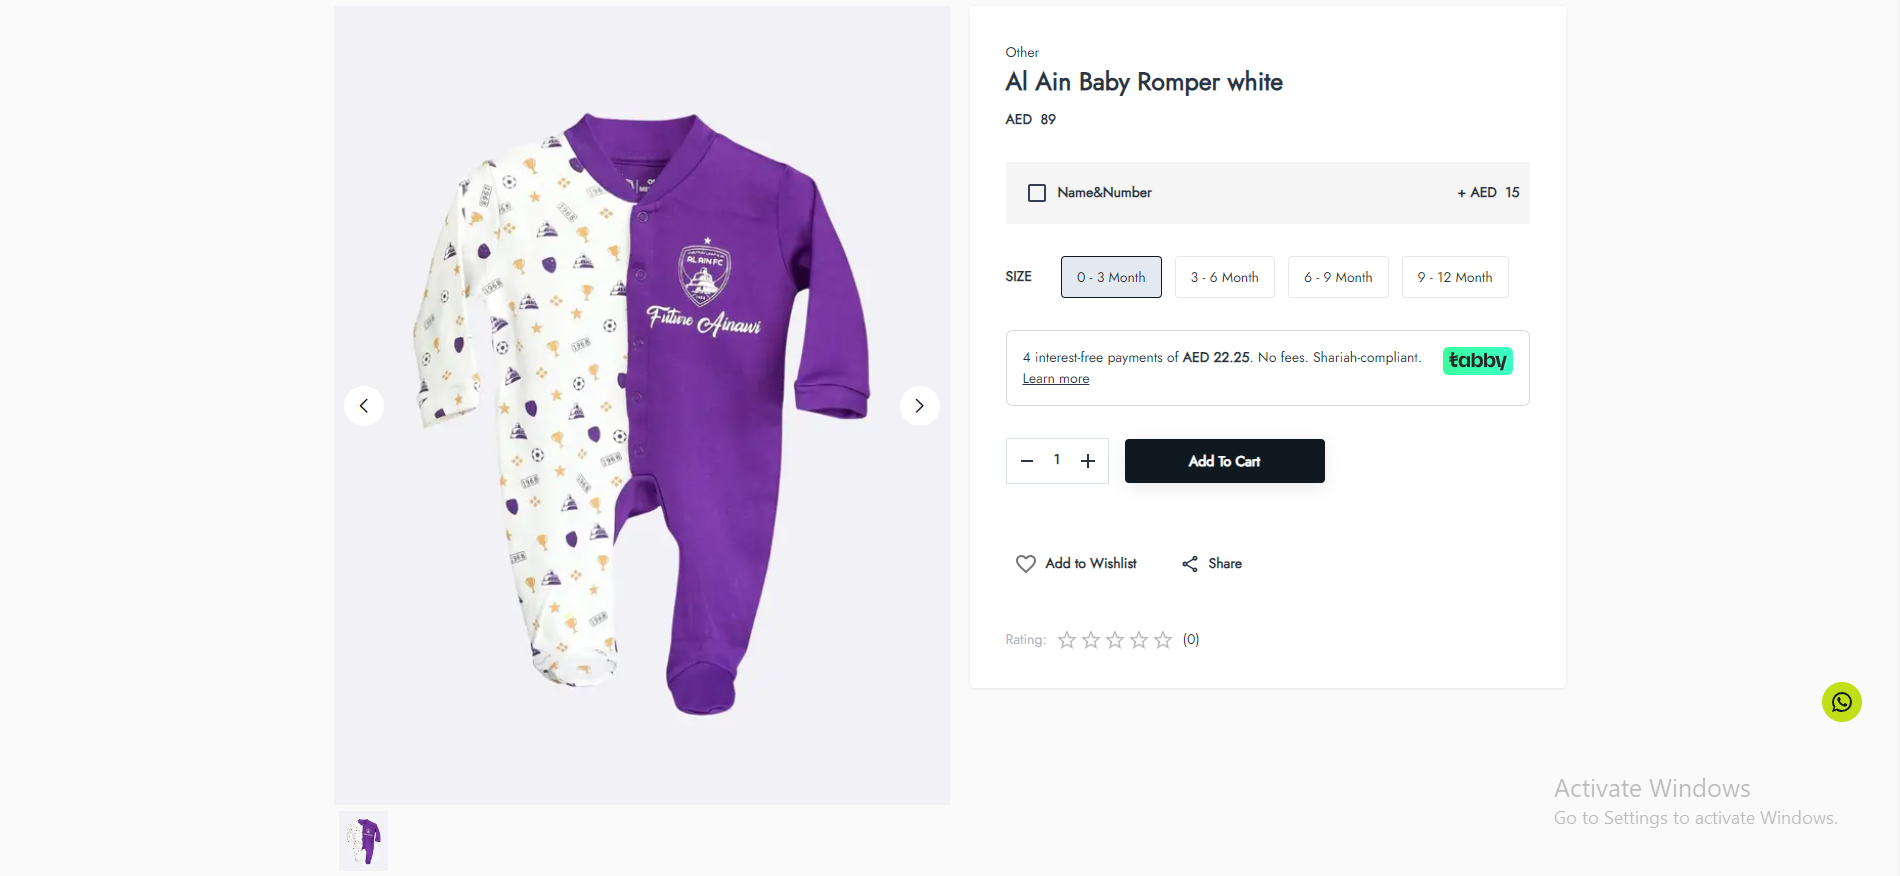 AL AIN FC
Future Ainawi
1968
Other
Al Ain Baby Romper white
AED 89
Name&Number + AED 15
SIZE 0 - 3 Month 3 - 6 Month 6 - 9 Month 9 - 12 Month
4 interest-free payments of AED 22.25. No fees. Shariah-compliant. tabby
Learn more
1 Add To Cart
Add to Wishlist Share
Rating: (0)
Activate Windows
Go to Settings to activate Windows.